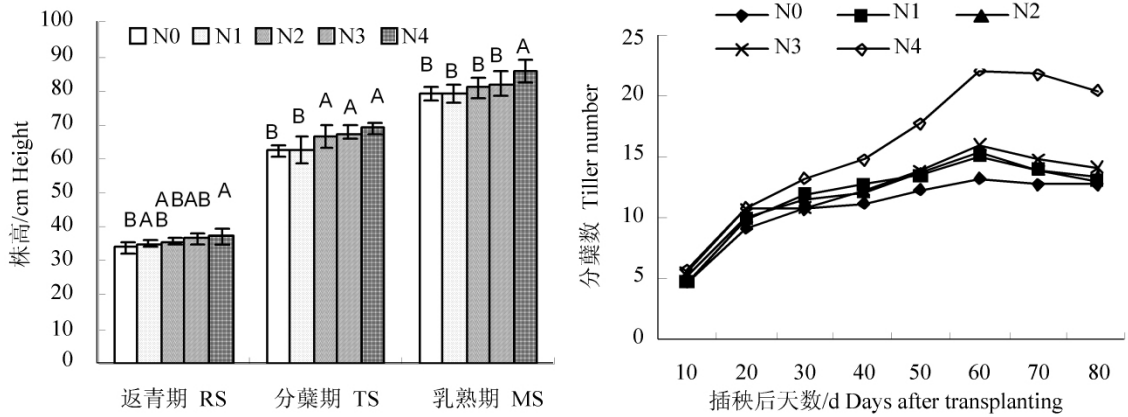 100
90
80
70
60
50
40
30
20
10
0
株高/cm Height
N0 N1 N2 N3 N4
B AB AB AB A
B B A A A
B B B B A
返青期 RS 分蘖期 TS 乳熟期 MS
N0 N1 N2
N3 N4
25
20
15
10
5
0
分蘖数 Tiller number
10 20 30 40 50 60 70 80
插秧后天数/d Days after transplanting